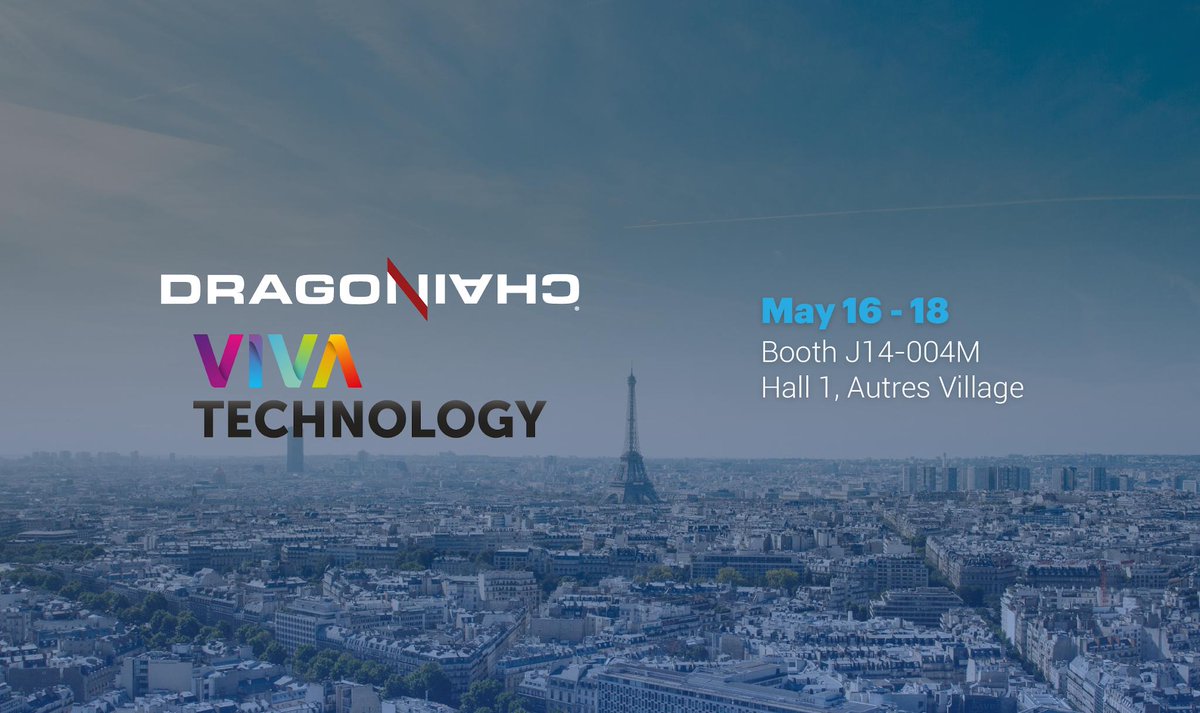 DRAGONCHAIN®
VIVA
TECHNOLOGY
May 16 - 18
Booth J14-004M
Hall 1, Autres Village